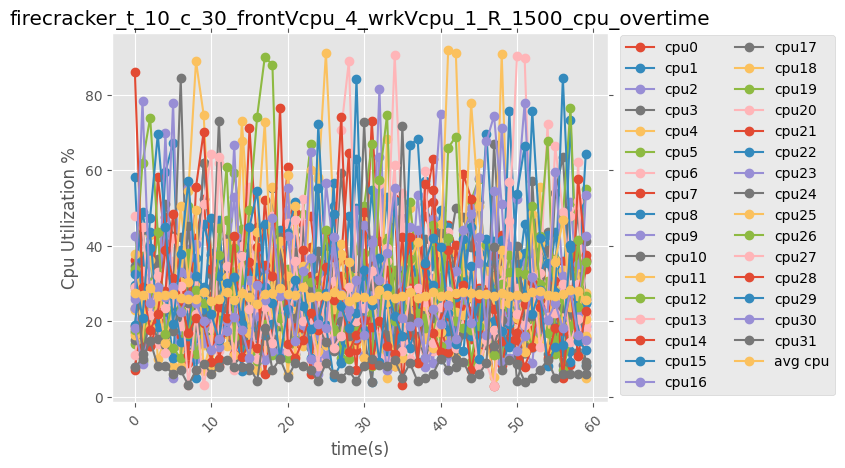 firecracker_t_10_c_30_frontVcpu_4_wrkVcpu_1_R_1500_cpu_overtime
Cpu Utilization %
80
60
40
20
0
0
10
20
30
40
50
60
time(s)
cpu0
cpu1
cpu2
cpu3
cpu4
cpu5
cpu6
cpu7
cpu8
cpu9
cpu10
cpu11
cpu12
cpu13
cpu14
cpu15
cpu16
cpu17
cpu18
cpu19
cpu20
cpu21
cpu22
cpu23
cpu24
cpu25
cpu26
cpu27
cpu28
cpu29
cpu30
cpu31
avg cpu